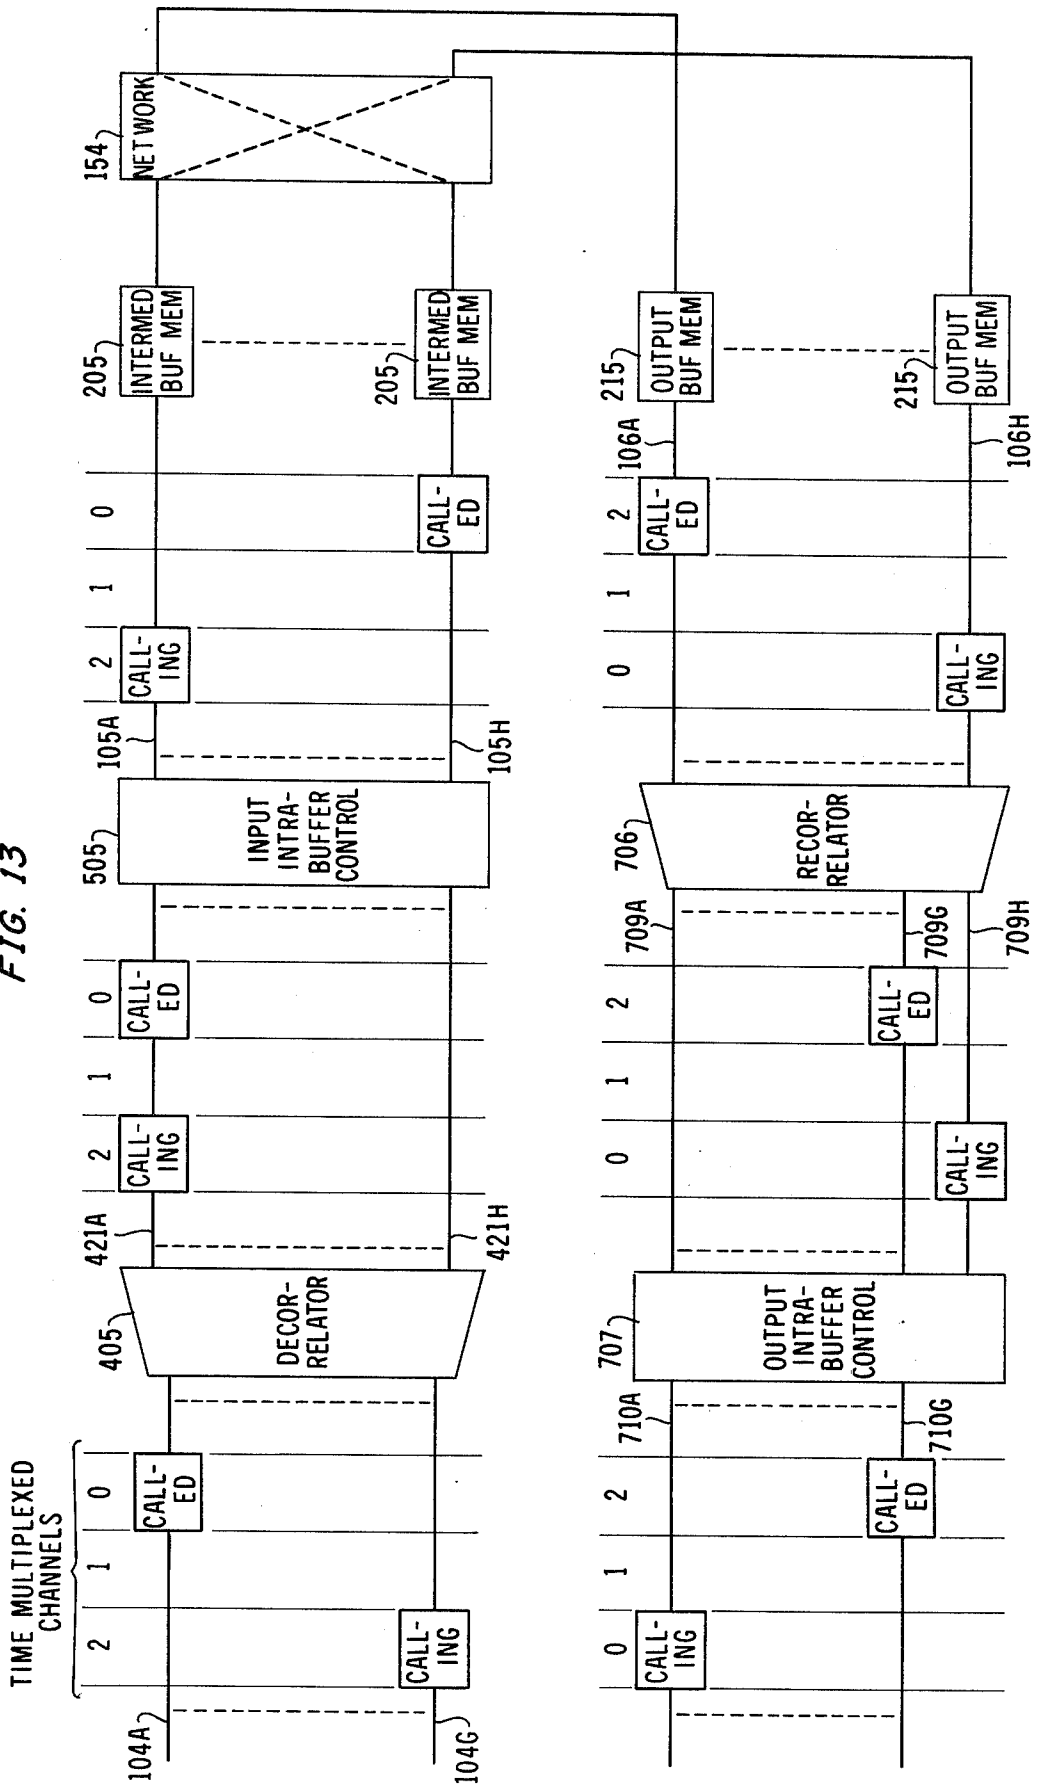 FIG. 13
TIME MULTIPLEXED
CHANNELS
2
1
0
104A
104G
CALL-
ING
CALL-
ED
405
DECOR-
RELATOR
421A
421H
2
1
0
CALL-
ING
CALL-
ED
505
INPUT
INTRA-
BUFFER
CONTROL
105A
105H
2
1
0
CALL-
ING
CALL-
ED
205
INTERMED
BUF MEM
205
INTERMED
BUF MEM
154
NETWORK
0
1
2
CALL-
ING
CALL-
ED
710A
710G
707
OUTPUT
INTRA-
BUFFER
CONTROL
0
1
2
CALL-
ING
CALL-
ED
709A
709G
709H
706
RECOR-
RELATOR
0
1
2
CALL-
ING
CALL-
ED
106A
106H
215
OUTPUT
BUF MEM
215
OUTPUT
BUF MEM